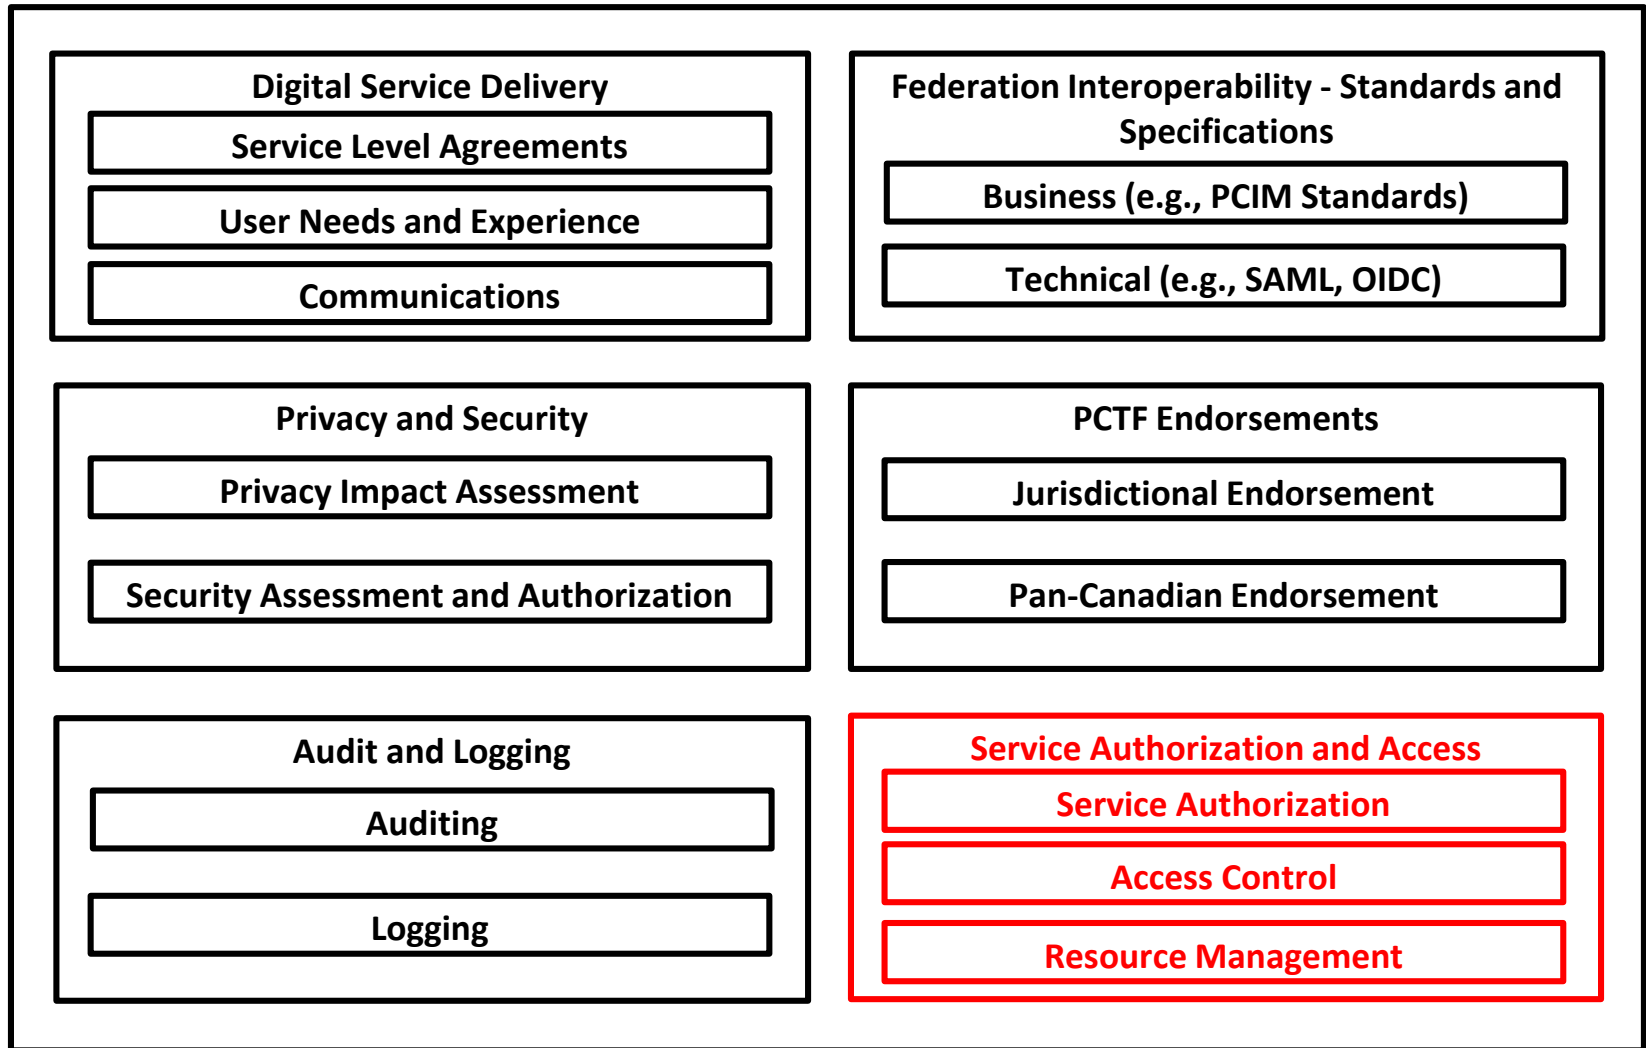 Digital Service Delivery
Service Level Agreements
User Needs and Experience
Communications
Federation Interoperability - Standards and
Specifications
Business (e.g., PCIM Standards)
Technical (e.g., SAML, OIDC)
Privacy and Security
Privacy Impact Assessment
Security Assessment and Authorization
PCTF Endorsements
Jurisdictional Endorsement
Pan-Canadian Endorsement
Audit and Logging
Auditing
Logging
Service Authorization and Access
Service Authorization
Access Control
Resource Management